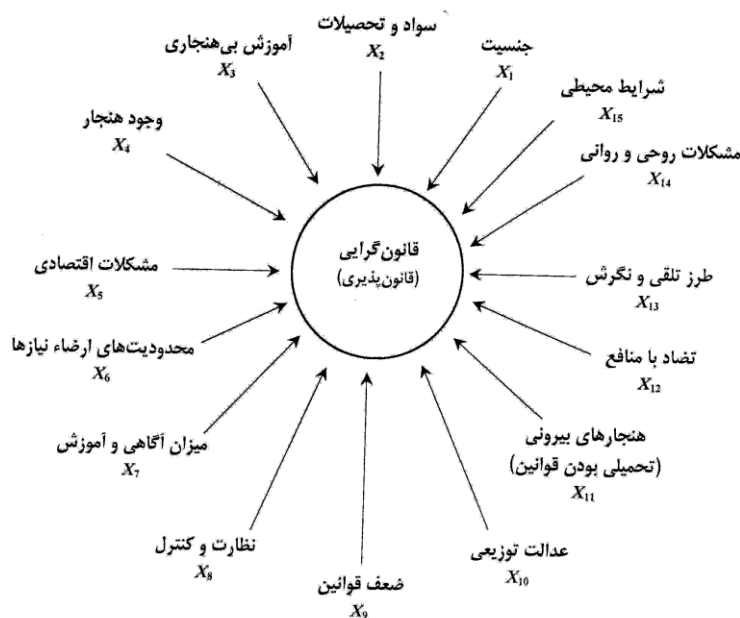 جنسیت
X₁
سواد و تحصیلات
X₂
آموزش بی‌هنجاری
X₃
وجود هنجار
X₄
مشکلات اقتصادی
X₅
محدودیت‌های ارضاء نیازها
X₆
میزان آگاهی و آموزش
X₇
نظارت و کنترل
X₈
ضعف قوانین
X₉
عدالت توزیعی
X₁₀
هنجارهای بیرونی
(تحمیلی بودن قوانین)
X₁₁
تضاد با منافع
X₁₂
طرز تلقی و نگرش
X₁₃
مشکلات روحی و روانی
X₁₄
شرایط محیطی
X₁₅
قانون‌گرایی
(قانون‌پذیری)